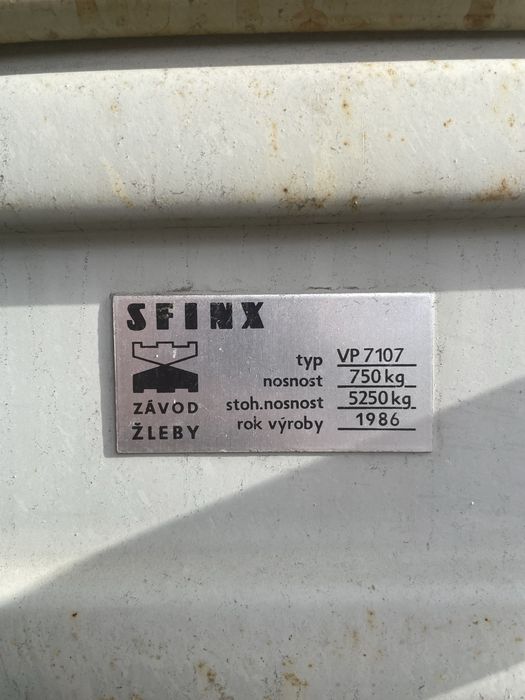 SFINX
typ VP 7107
nosnost 750 kg
ZÁVOD stoh.nosnost 5250 kg
ŽLEBY rok výroby 1986